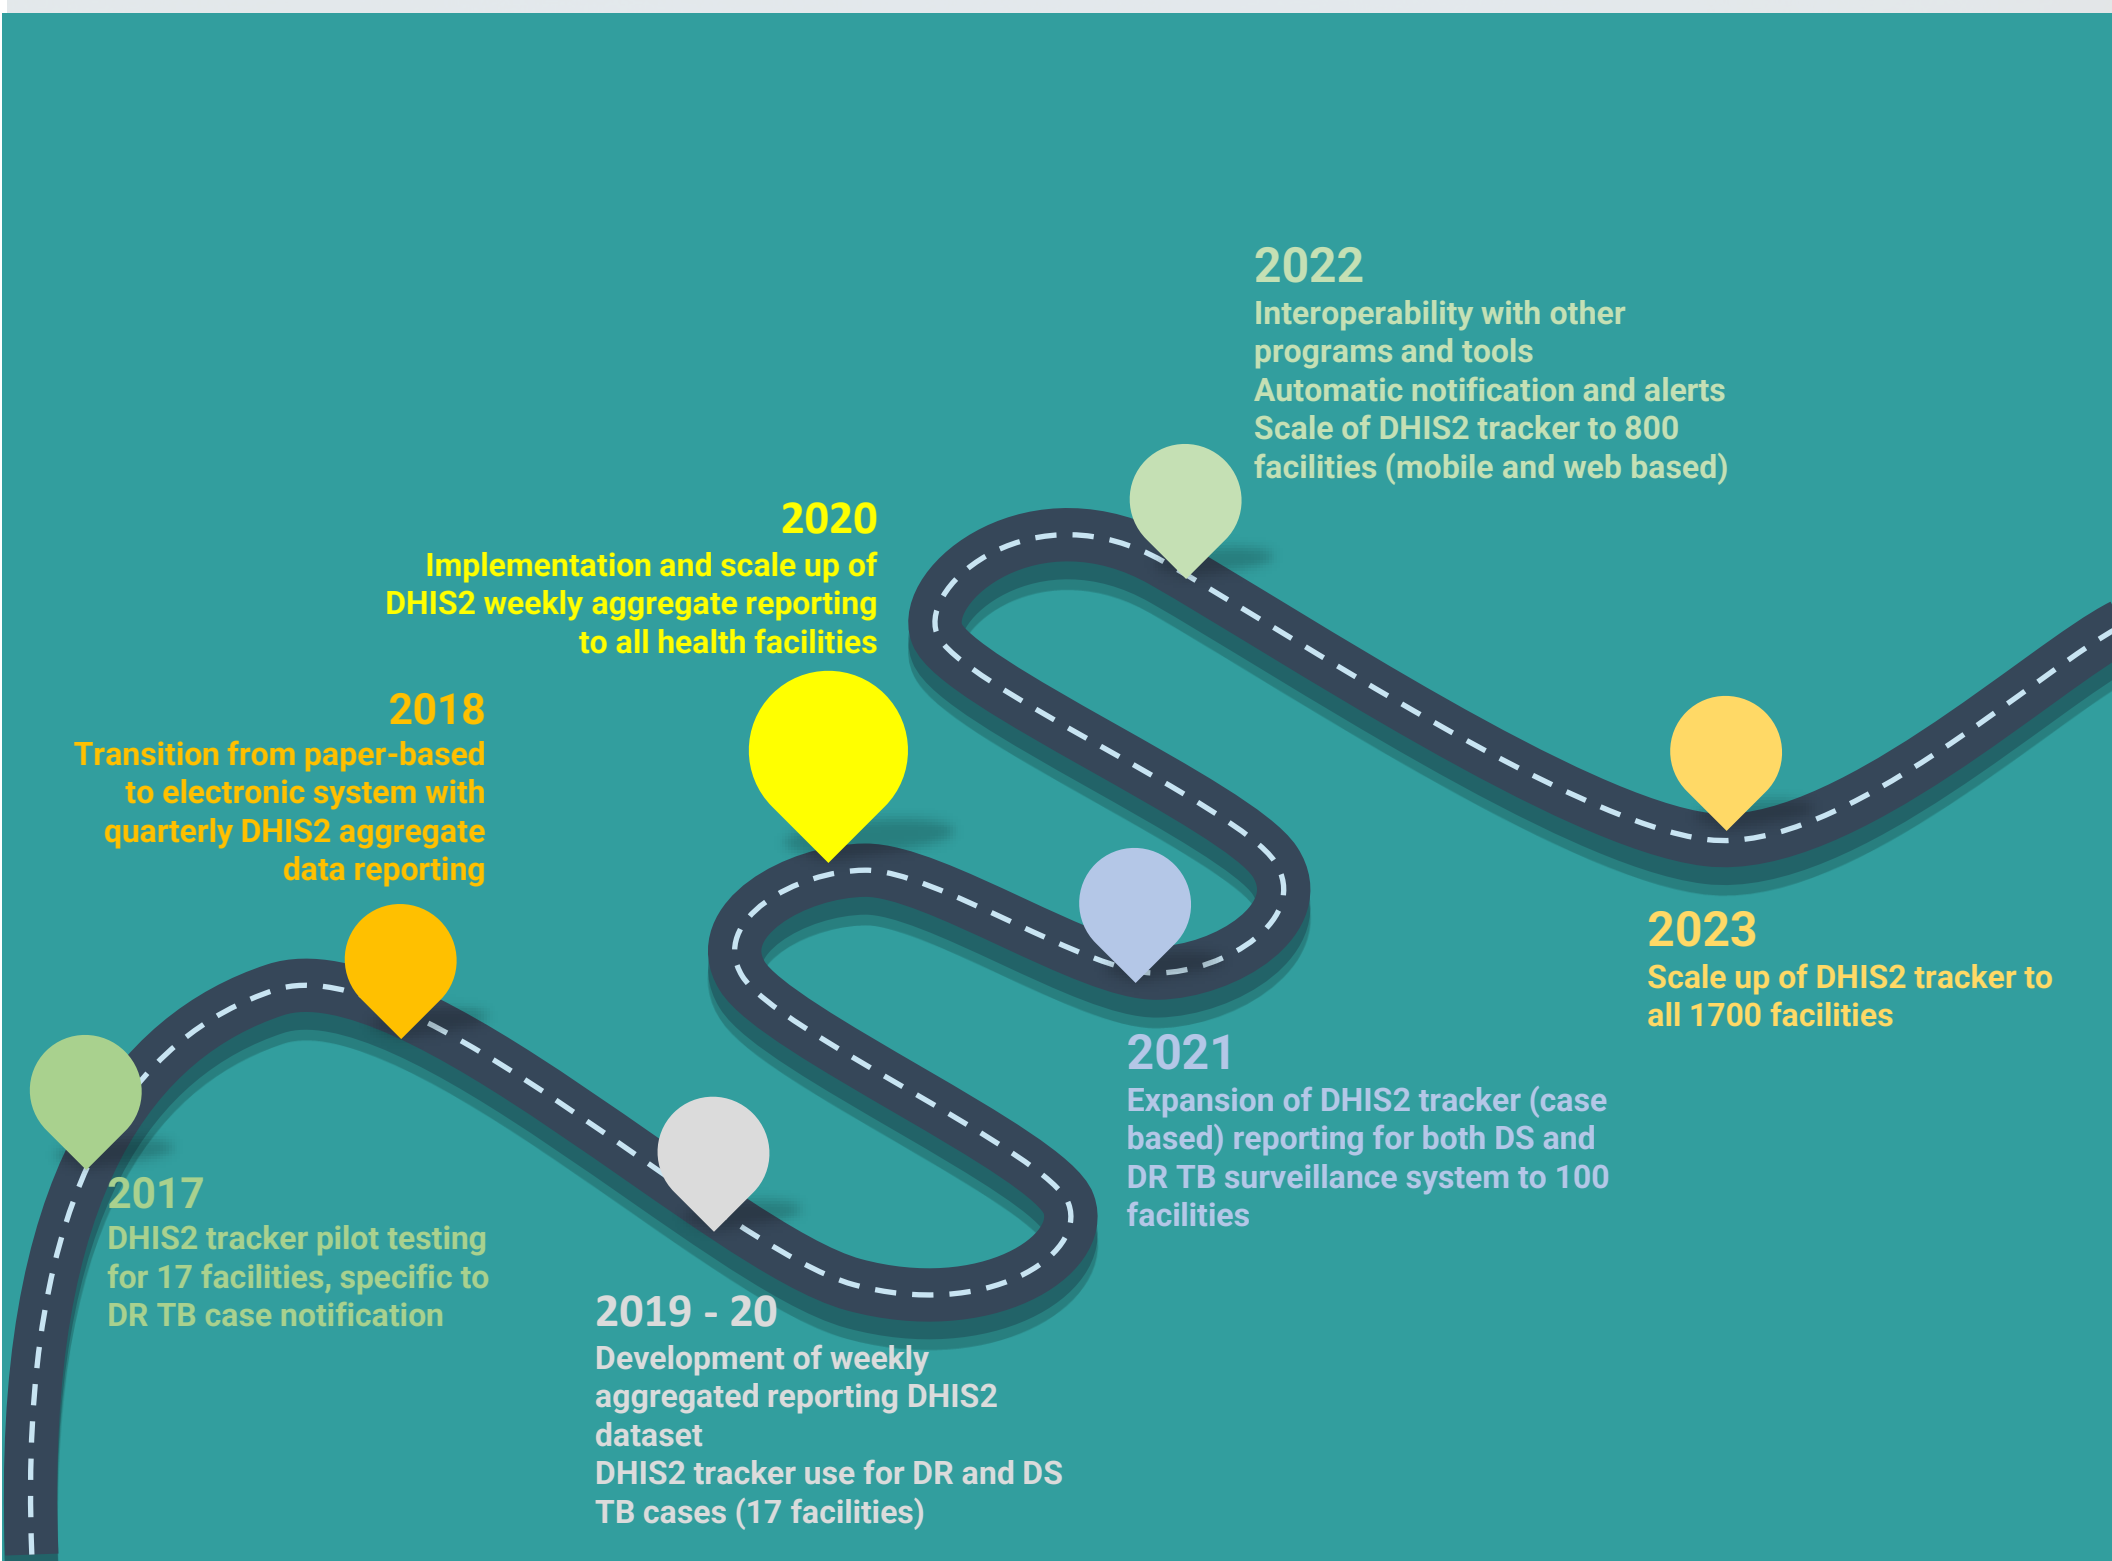 2017
DHIS2 tracker pilot testing
for 17 facilities, specific to
DR TB case notification
2018
Transition from paper-based
to electronic system with
quarterly DHIS2 aggregate
data reporting
2019 - 20
Development of weekly
aggregated reporting DHIS2
dataset
DHIS2 tracker use for DR and DS
TB cases (17 facilities)
2020
Implementation and scale up of
DHIS2 weekly aggregate reporting
to all health facilities
2021
Expansion of DHIS2 tracker (case
based) reporting for both DS and
DR TB surveillance system to 100
facilities
2022
Interoperability with other
programs and tools
Automatic notification and alerts
Scale of DHIS2 tracker to 800
facilities (mobile and web based)
2023
Scale up of DHIS2 tracker to
all 1700 facilities